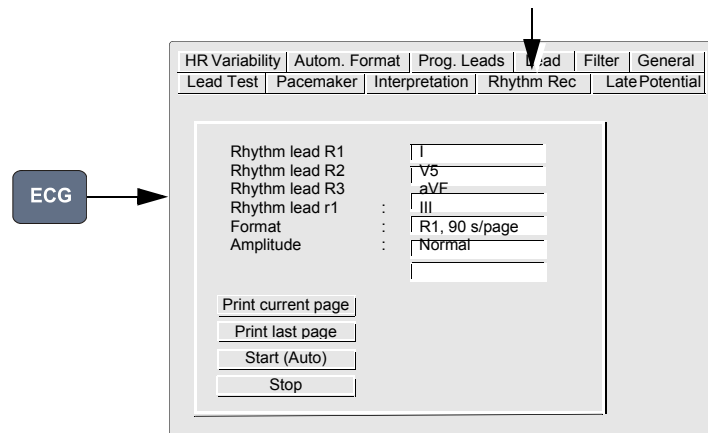 HR Variability Autom. Format Prog. Leads Lead Filter General
Lead Test Pacemaker Interpretation Rhythm Rec Late Potential
ECG
Rhythm lead R1 I
Rhythm lead R2 V5
Rhythm lead R3 aVF
Rhythm lead r1 : III
Format : R1, 90 s/page
Amplitude : Normal
Print current page
Print last page
Start (Auto)
Stop